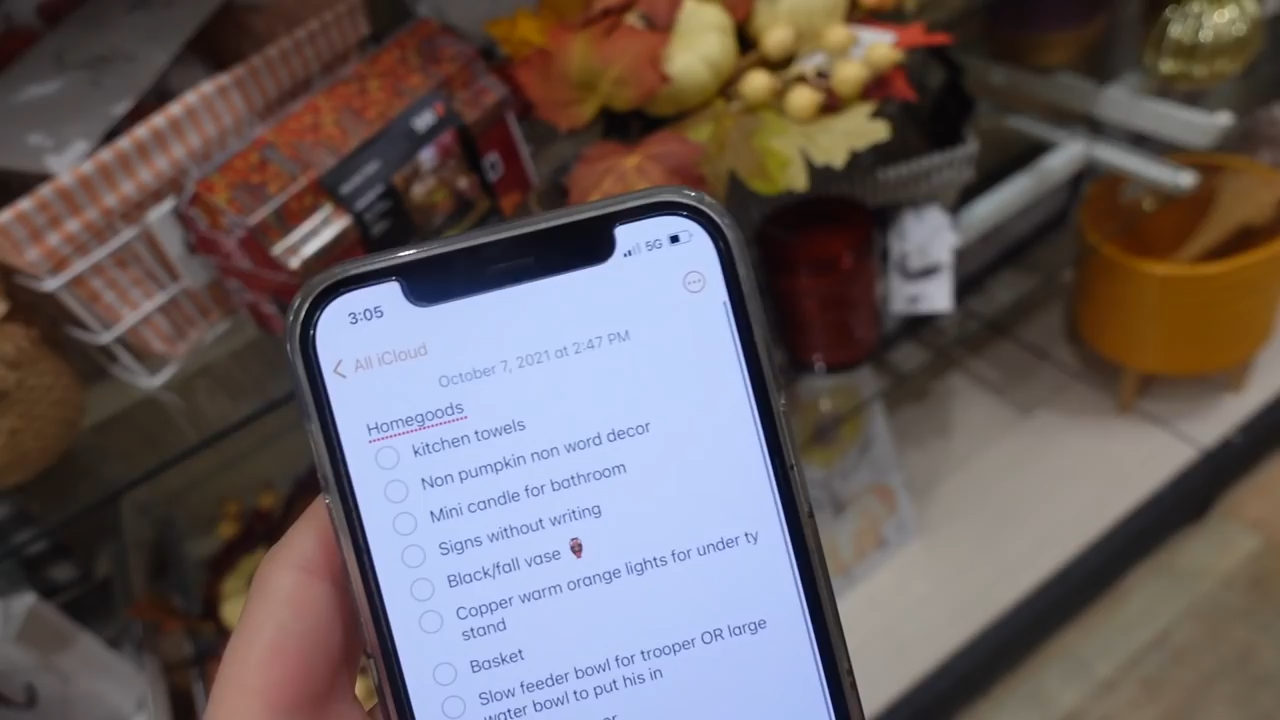 3:05
5G
All iCloud
October 7, 2021 at 2:47 PM
Homegoods
kitchen towels
Non pumpkin non word decor
Mini candle for bathroom
Signs without writing
Black/fall vase 🏺
Copper warm orange lights for under ty
stand
Basket
Slow feeder bowl for trooper OR large
water bowl to put his in